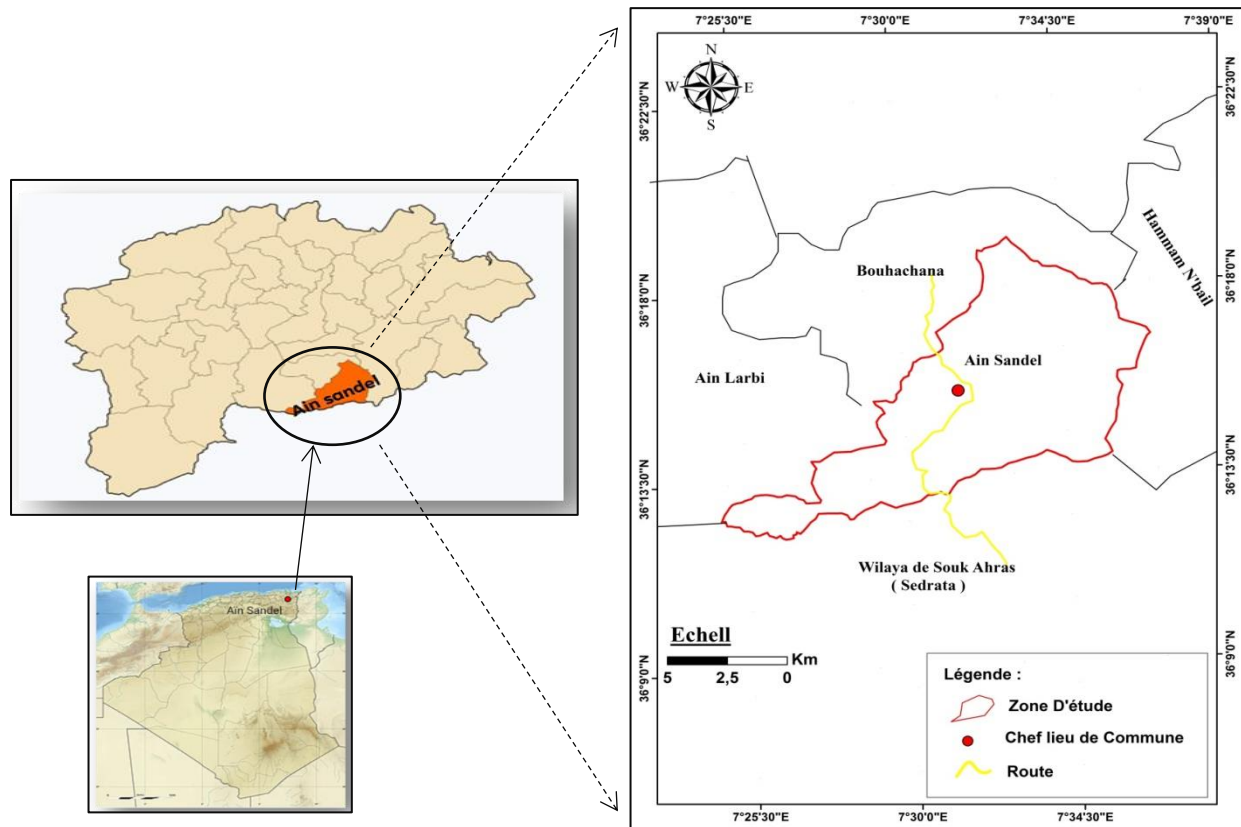 Ain sandel
Ain Sandel
7°25'30"E 7°30'0"E 7°34'30"E 7°39'0"E
N
W E
S
36°22'30"N
36°22'30"N
Hammam N'bail
Bouhachana
36°18'0"N
36°18'0"N
Ain Sandel
Ain Larbi
36°13'30"N
36°13'30"N
Wilaya de Souk Ahras
( Sedrata )
Echell
Km
5 2,5 0
36°9'0"N
36°9'0"N
Légende :
Zone D'étude
Chef lieu de Commune
Route
7°25'30"E 7°30'0"E 7°34'30"E